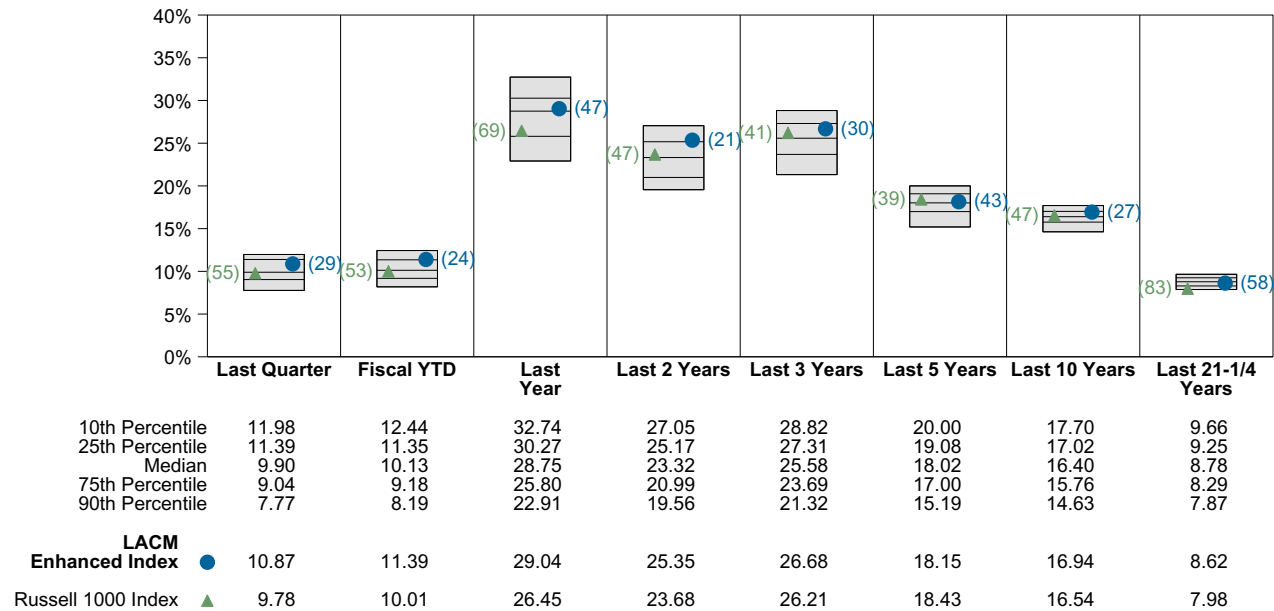 40%
35%
30%
25%
20%
15%
10%
5%
0%
(55) (29) (53) (24) (69) (47) (47) (21) (41) (30) (39) (43) (47) (27) (83) (58)
Last Quarter Fiscal YTD Last Year Last 2 Years Last 3 Years Last 5 Years Last 10 Years Last 21-1/4 Years
10th Percentile 11.98 12.44 32.74 27.05 28.82 20.00 17.70 9.66
25th Percentile 11.39 11.35 30.27 25.17 27.31 19.08 17.02 9.25
Median 9.90 10.13 28.75 23.32 25.58 18.02 16.40 8.78
75th Percentile 9.04 9.18 25.80 20.99 23.69 17.00 15.76 8.29
90th Percentile 7.77 8.19 22.91 19.56 21.32 15.19 14.63 7.87
LACM
Enhanced Index 10.87 11.39 29.04 25.35 26.68 18.15 16.94 8.62
Russell 1000 Index 9.78 10.01 26.45 23.68 26.21 18.43 16.54 7.98